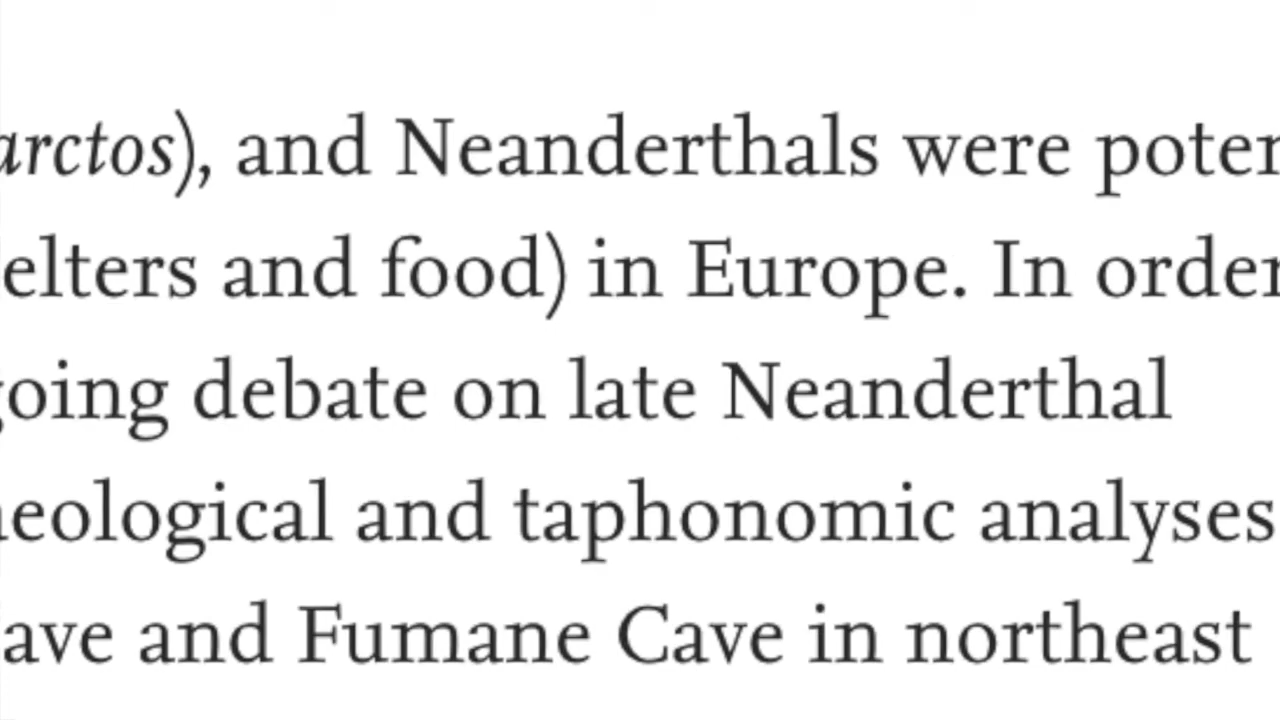 arctos), and Neanderthals were poten
elters and food) in Europe. In order
going debate on late Neanderthal
eological and taphonomic analyses
ave and Fumane Cave in northeast